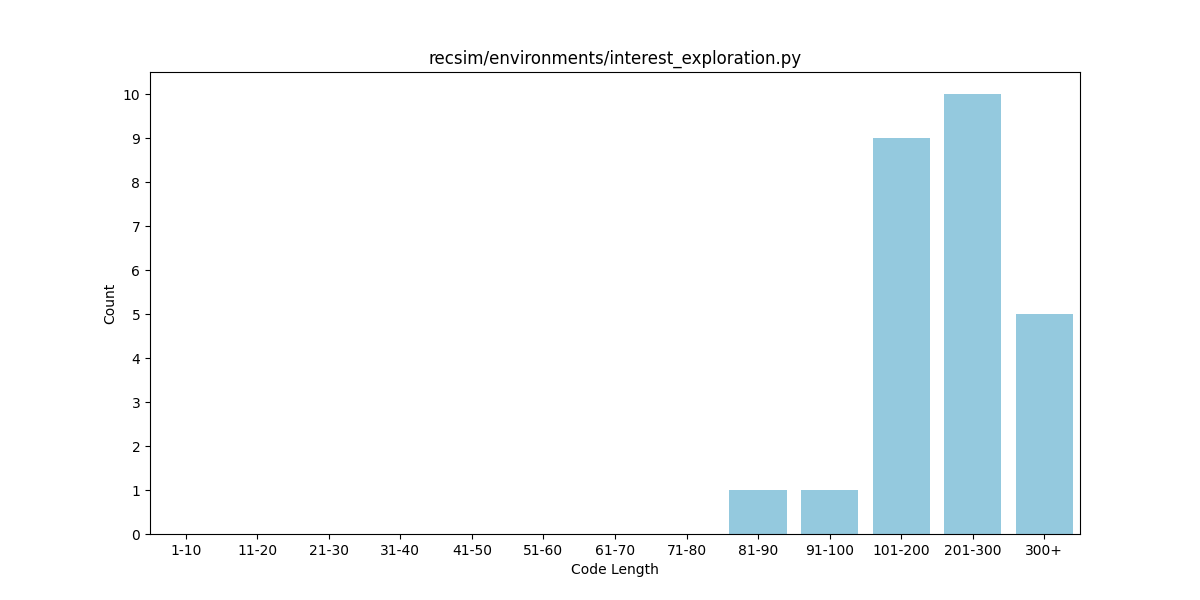 recsim/environments/interest_exploration.py
10
9
8
7
6
5
4
3
2
1
0
Count
1-10 11-20 21-30 31-40 41-50 51-60 61-70 71-80 81-90 91-100 101-200 201-300 300+
Code Length